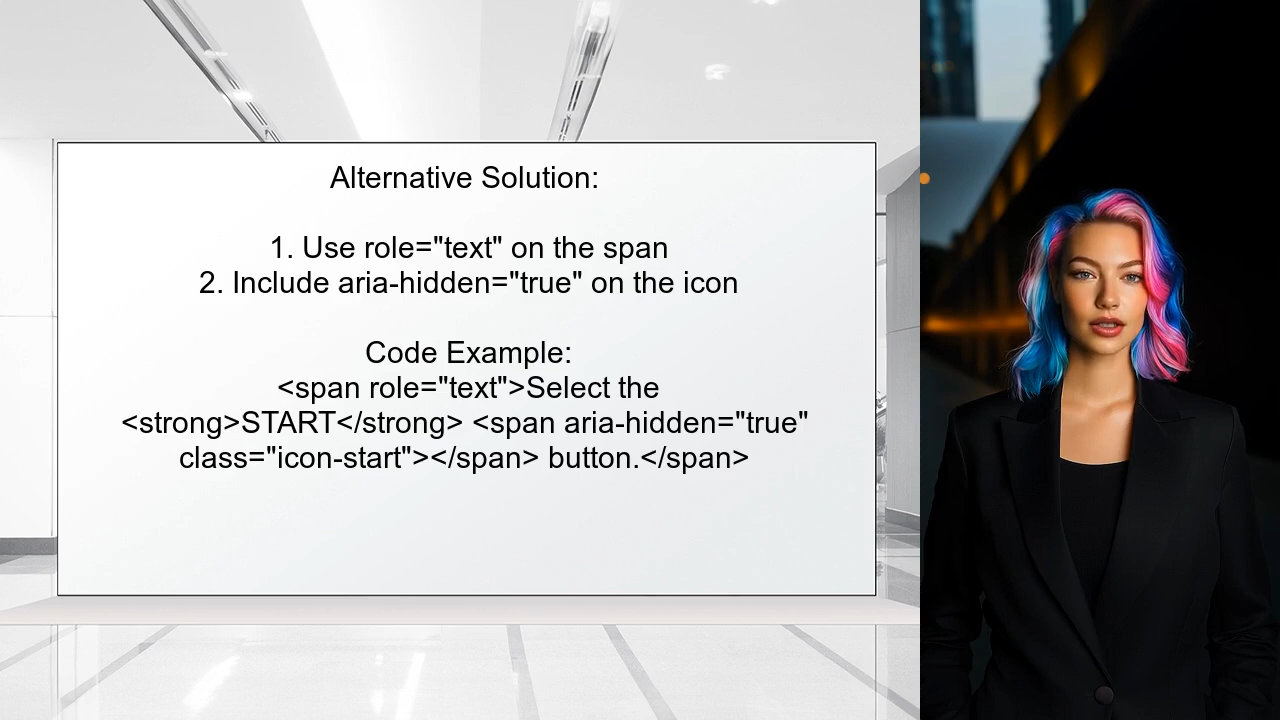 Alternative Solution:
1. Use role="text" on the span
2. Include aria-hidden="true" on the icon
Code Example:
<span role="text">Select the
<strong>START</strong> <span aria-hidden="true"
class="icon-start"></span> button.</span>